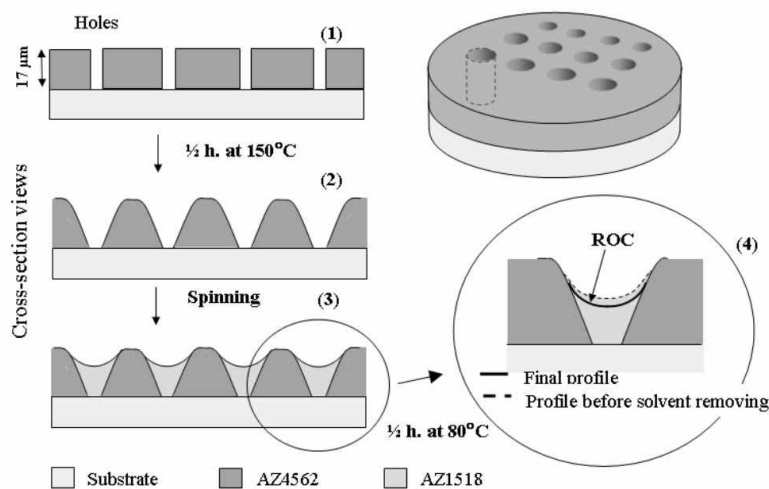 Holes
(1)
17 μm
½ h. at 150°C
(2)
Cross-section views
Spinning
(3)
(4)
ROC
Final profile
Profile before solvent removing
½ h. at 80°C
Substrate
AZ4562
AZ1518